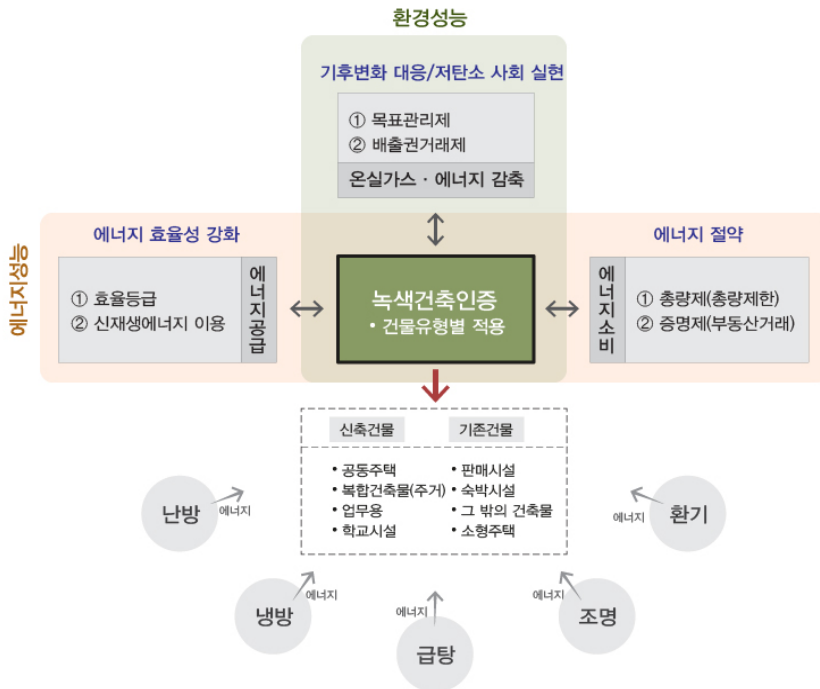 환경성능
기후변화 대응/저탄소 사회 실현
① 목표관리제
② 배출권거래제
온실가스 · 에너지 감축
에너지성능
에너지 효율성 강화
① 효율등급
② 신재생에너지 이용
에너지공급
녹색건축인증
• 건물유형별 적용
에너지 절약
에너지소비
① 총량제(총량제한)
② 증명제(부동산거래)
신축건물
• 공동주택
• 복합건축물(주거)
• 업무용
• 학교시설
기존건물
• 판매시설
• 숙박시설
• 그 밖의 건축물
• 소형주택
난방
에너지
냉방
에너지
급탕
에너지
조명
에너지
환기
에너지